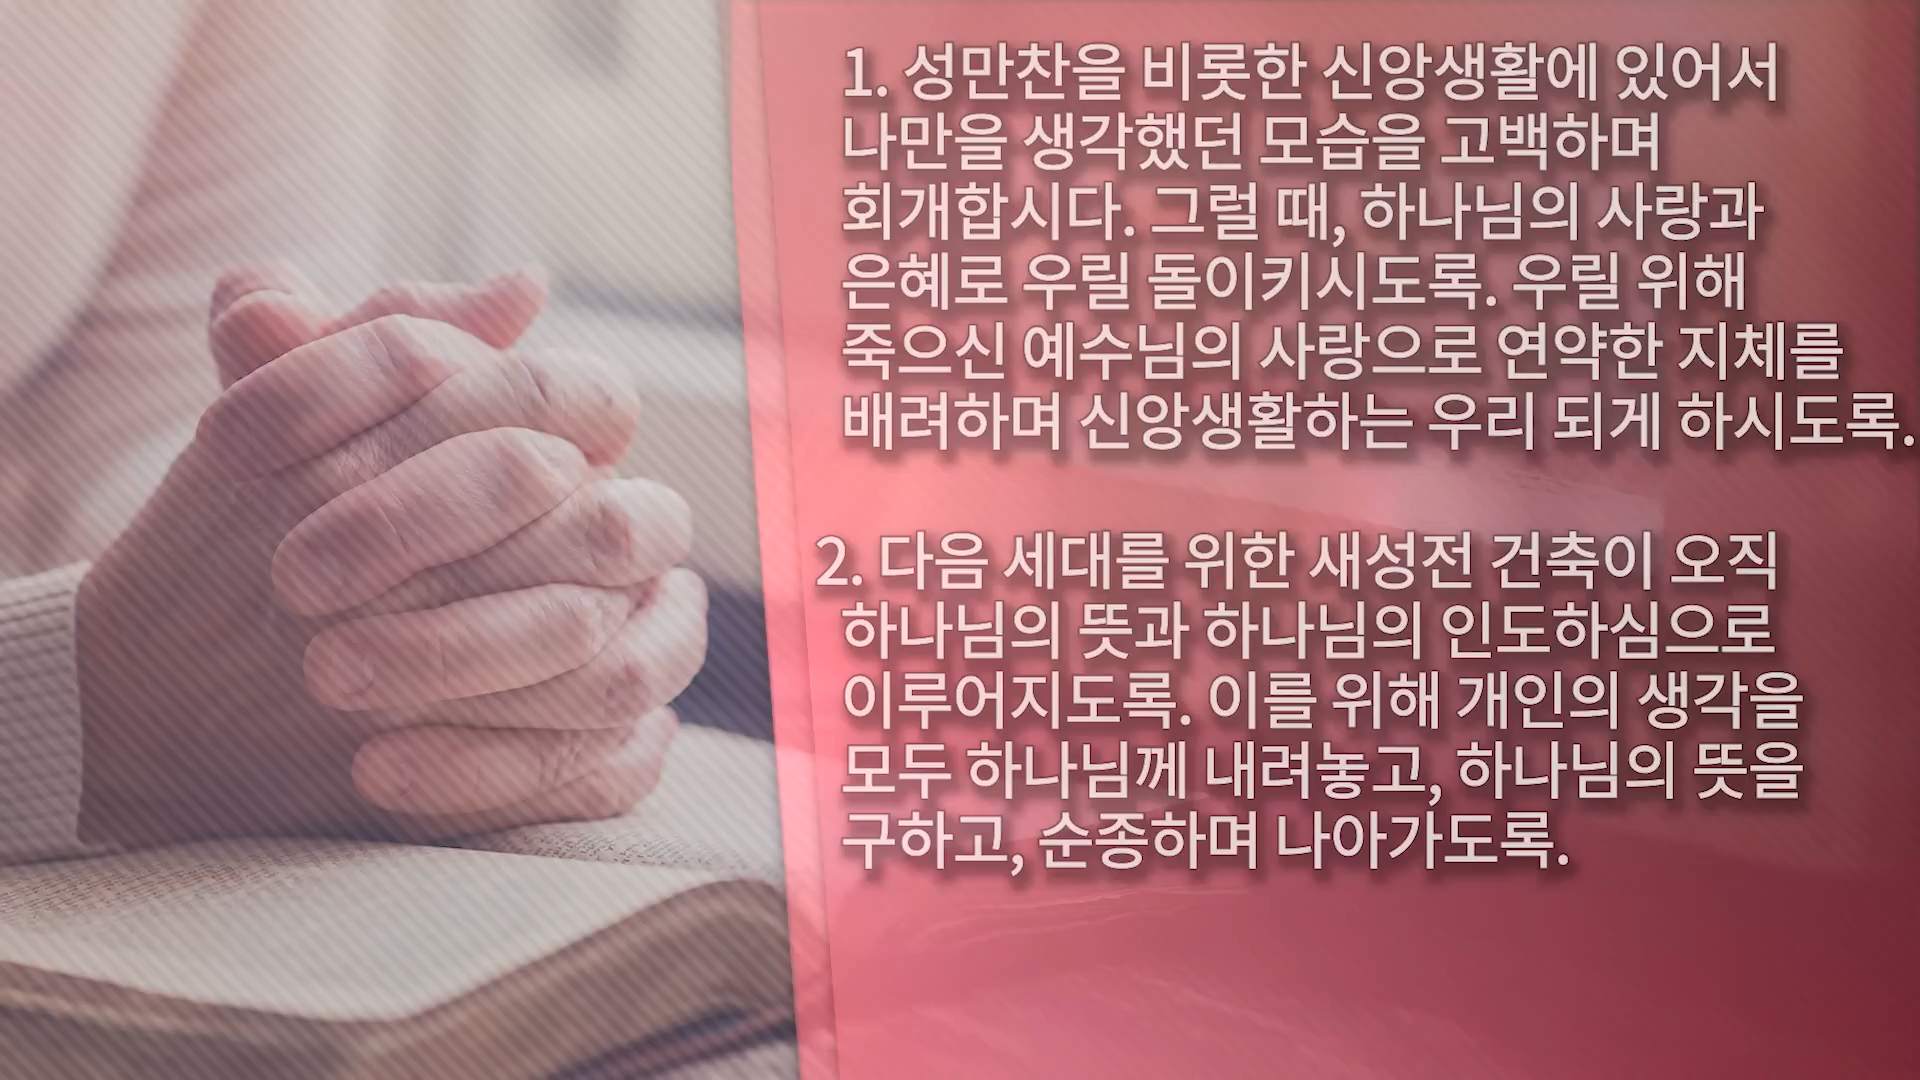 1. 성만찬을 비롯한 신앙생활에 있어서
나만을 생각했던 모습을 고백하며
회개합시다. 그럴 때, 하나님의 사랑과
은혜로 우릴 돌이키시도록. 우릴 위해
죽으신 예수님의 사랑으로 연약한 지체를
배려하며 신앙생활하는 우리 되게 하시도록.
2. 다음 세대를 위한 새성전 건축이 오직
하나님의 뜻과 하나님의 인도하심으로
이루어지도록. 이를 위해 개인의 생각을
모두 하나님께 내려놓고, 하나님의 뜻을
구하고, 순종하며 나아가도록.